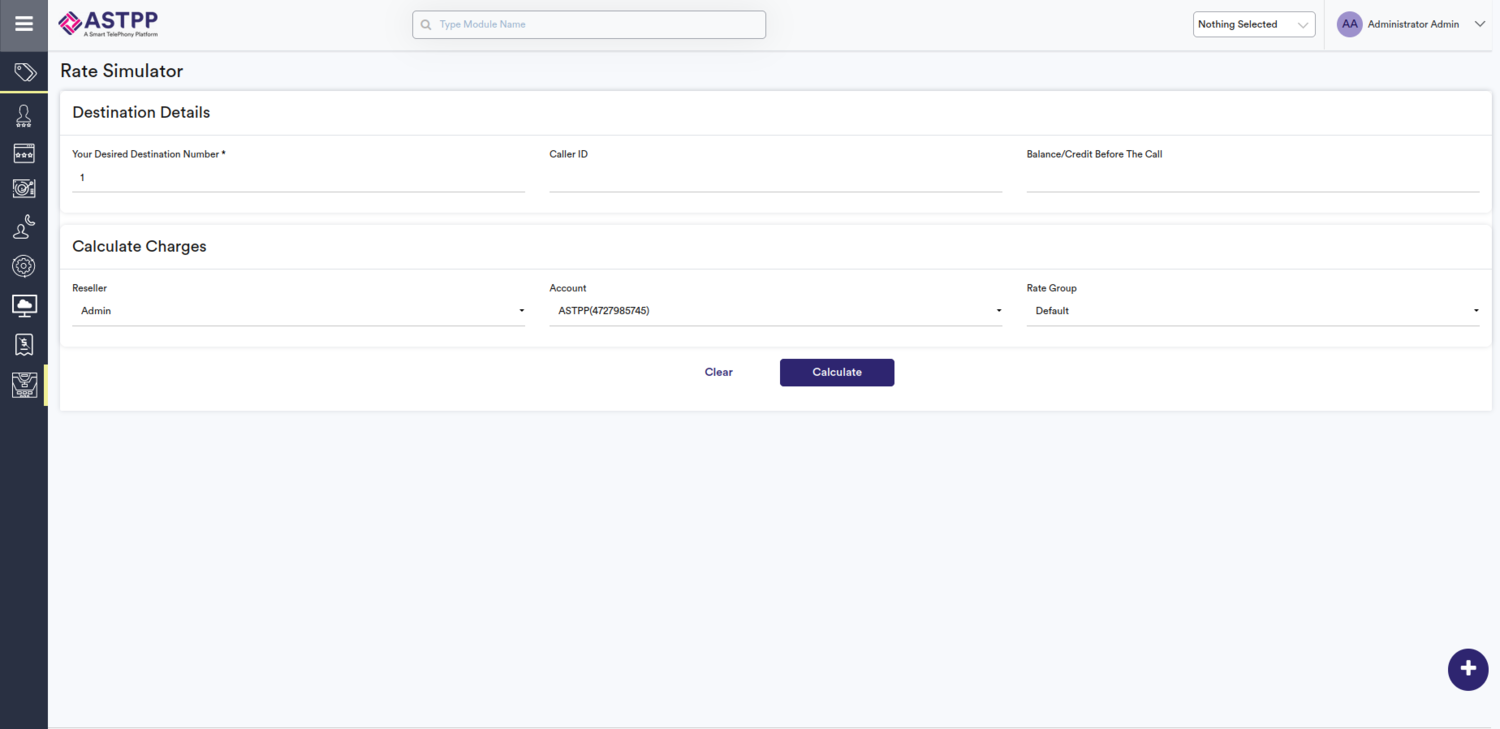 ASTPP
A Smart TelePhony Platform
Type Module Name
Nothing Selected
AA
Administrator Admin
Rate Simulator
Destination Details
Your Desired Destination Number *
Caller ID
Balance/Credit Before The Call
1
Calculate Charges
Reseller
Account
Rate Group
Admin
ASTPP(4727985745)
Default
Clear
Calculate